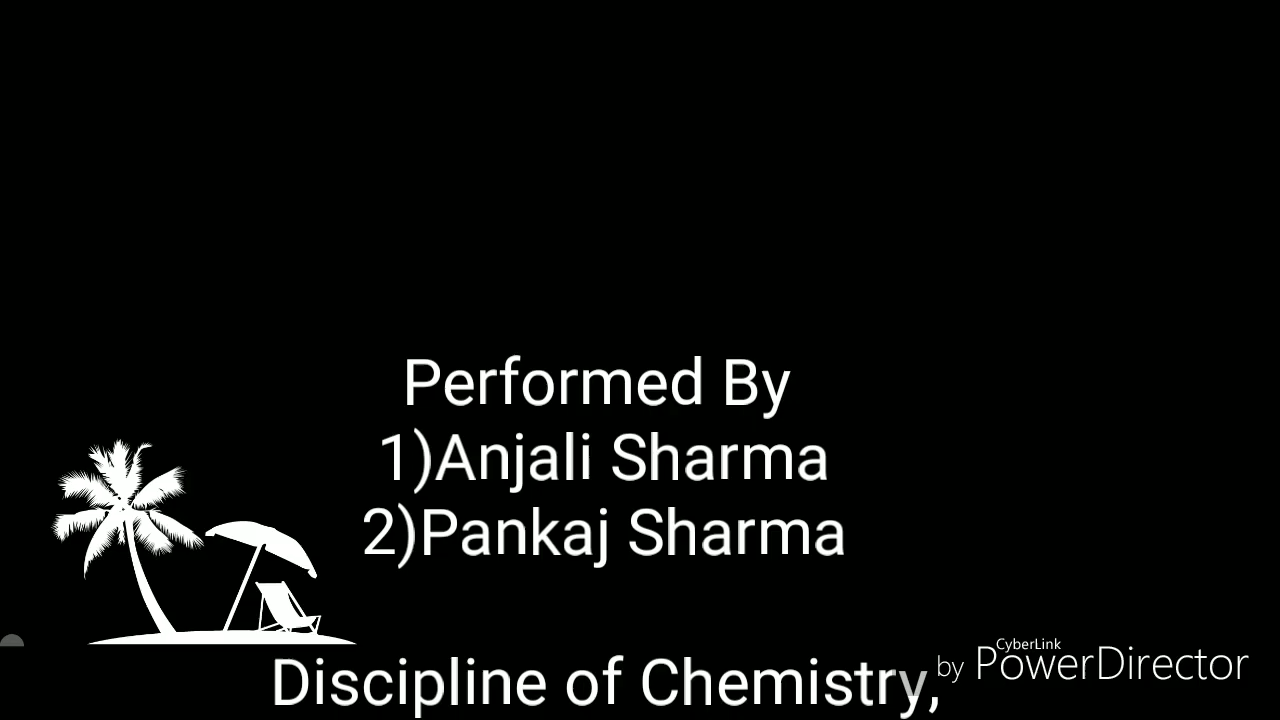 Performed By
1)Anjali Sharma
2)Pankaj Sharma
Discipline of Chemistry,
CyberLink
by PowerDirector